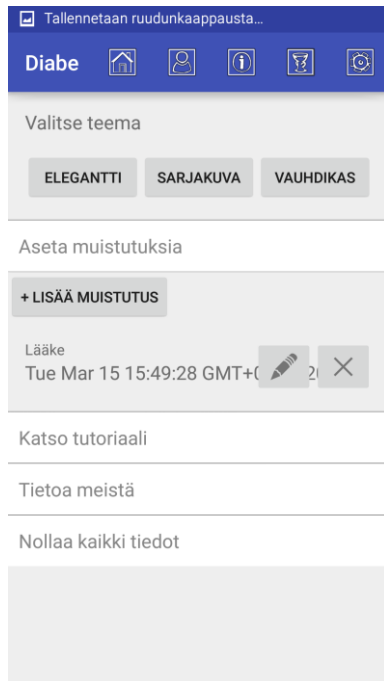 Tallennetaan ruudunkaappausta...
Diabe
Valitse teema
ELEGANTTI SARJAKUVA VAUHDIKAS
Aseta muistutuksia
+ LISÄÄ MUISTUTUS
Lääke
Tue Mar 15 15:49:28
Katso tutoriaali
Tietoa meistä
Nollaa kaikki tiedot